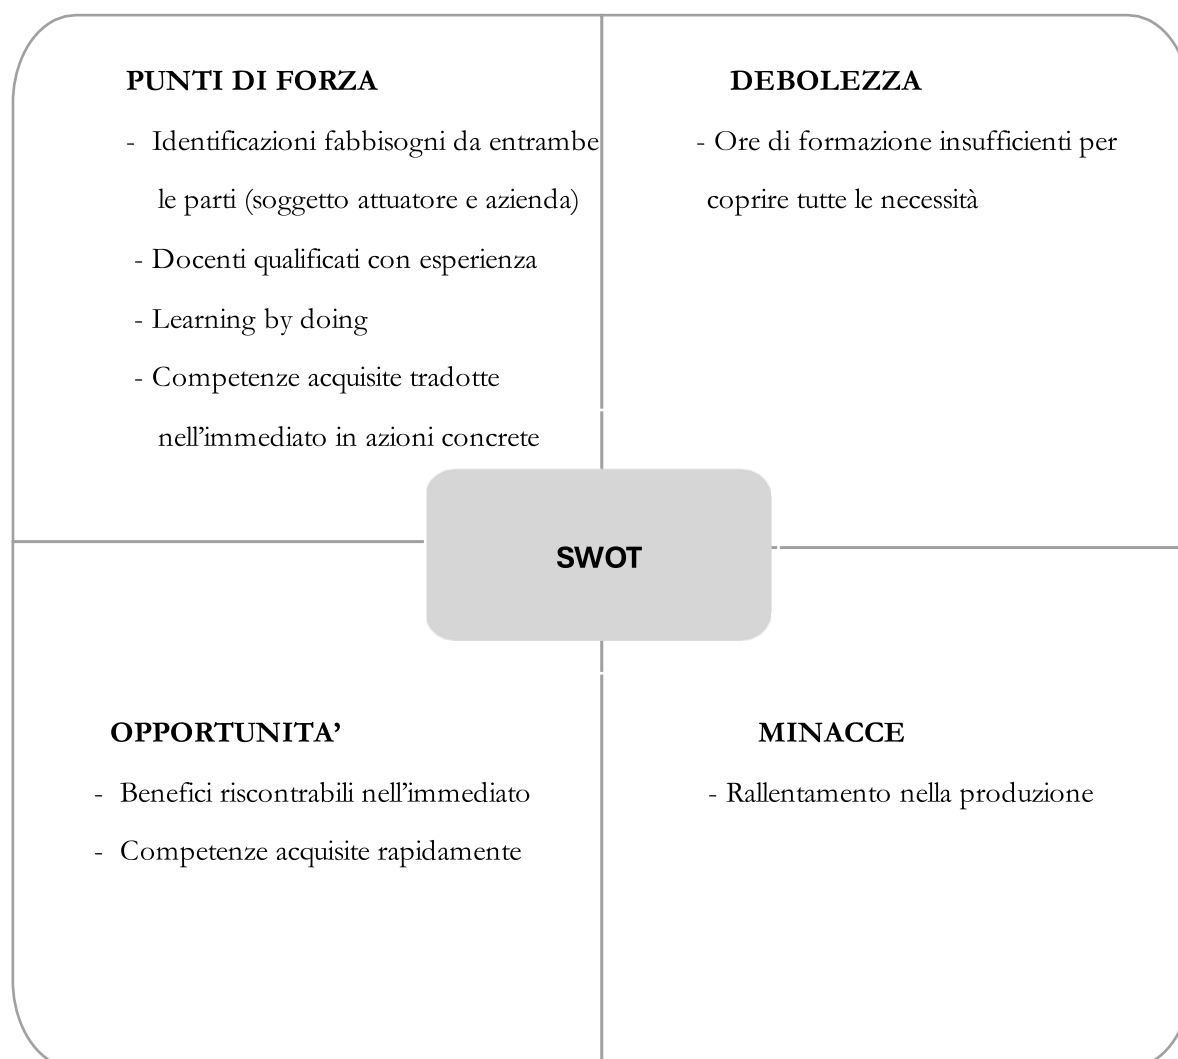 PUNTI DI FORZA
- Identificazioni fabbisogni da entrambe
le parti (soggetto attuatore e azienda)
- Docenti qualificati con esperienza
- Learning by doing
- Competenze acquisite tradotte
nell’immediato in azioni concrete
DEBOLEZZA
- Ore di formazione insufficienti per
coprire tutte le necessità
SWOT
OPPORTUNITA’
- Benefici riscontrabili nell’immediato
- Competenze acquisite rapidamente
MINACCE
- Rallentamento nella produzione